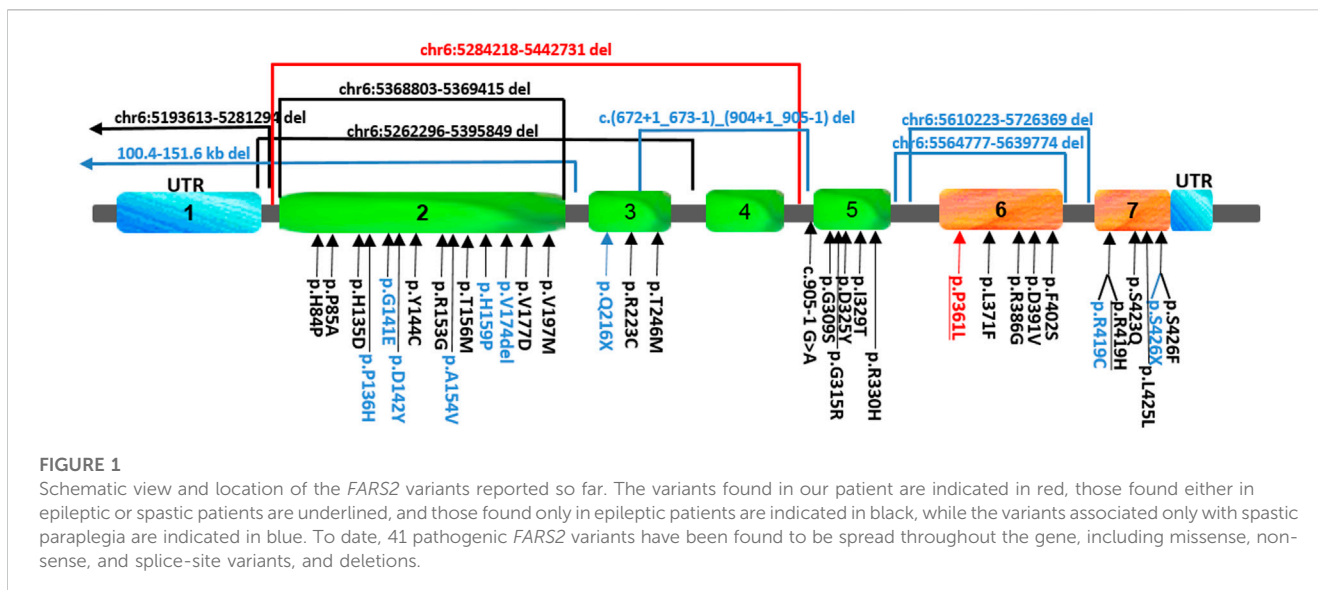 chr6:5284218-5442731 del
chr6:5368803-5369415 del
chr6:5193613-5281294 del
c.(672+1_673-1)_(904+1_905-1) del
chr6:5610223-5726369 del
chr6:5262296-5395849 del
chr6:5564777-5639774 del
100.4-151.6 kb del
UTR
UTR
1 2 3 4 5 6 7
p.H84P
p.P85A
p.H135D
p.P136H
p.G141E
p.D142Y
p.Y144C
p.R153G
p.A154V
p.T156M
p.H159P
p.V174del
p.V177D
p.V197M
p.Q216X
p.R223C
p.T246M
c.905-1 G>A
p.G309S
p.G315R
p.D325Y
p.I329T
p.R330H
p.P361L
p.L371F
p.R386G
p.D391V
p.F402S
p.R419C
p.R419H
p.S423Q
p.L425L
p.S426X
p.S426F
FIGURE 1
Schematic view and location of the FARS2 variants reported so far. The variants found in our patient are indicated in red, those found either in
epileptic or spastic patients are underlined, and those found only in epileptic patients are indicated in black, while the variants associated only with spastic
paraplegia are indicated in blue. To date, 41 pathogenic FARS2 variants have been found to be spread throughout the gene, including missense, non-
sense, and splice-site variants, and deletions.